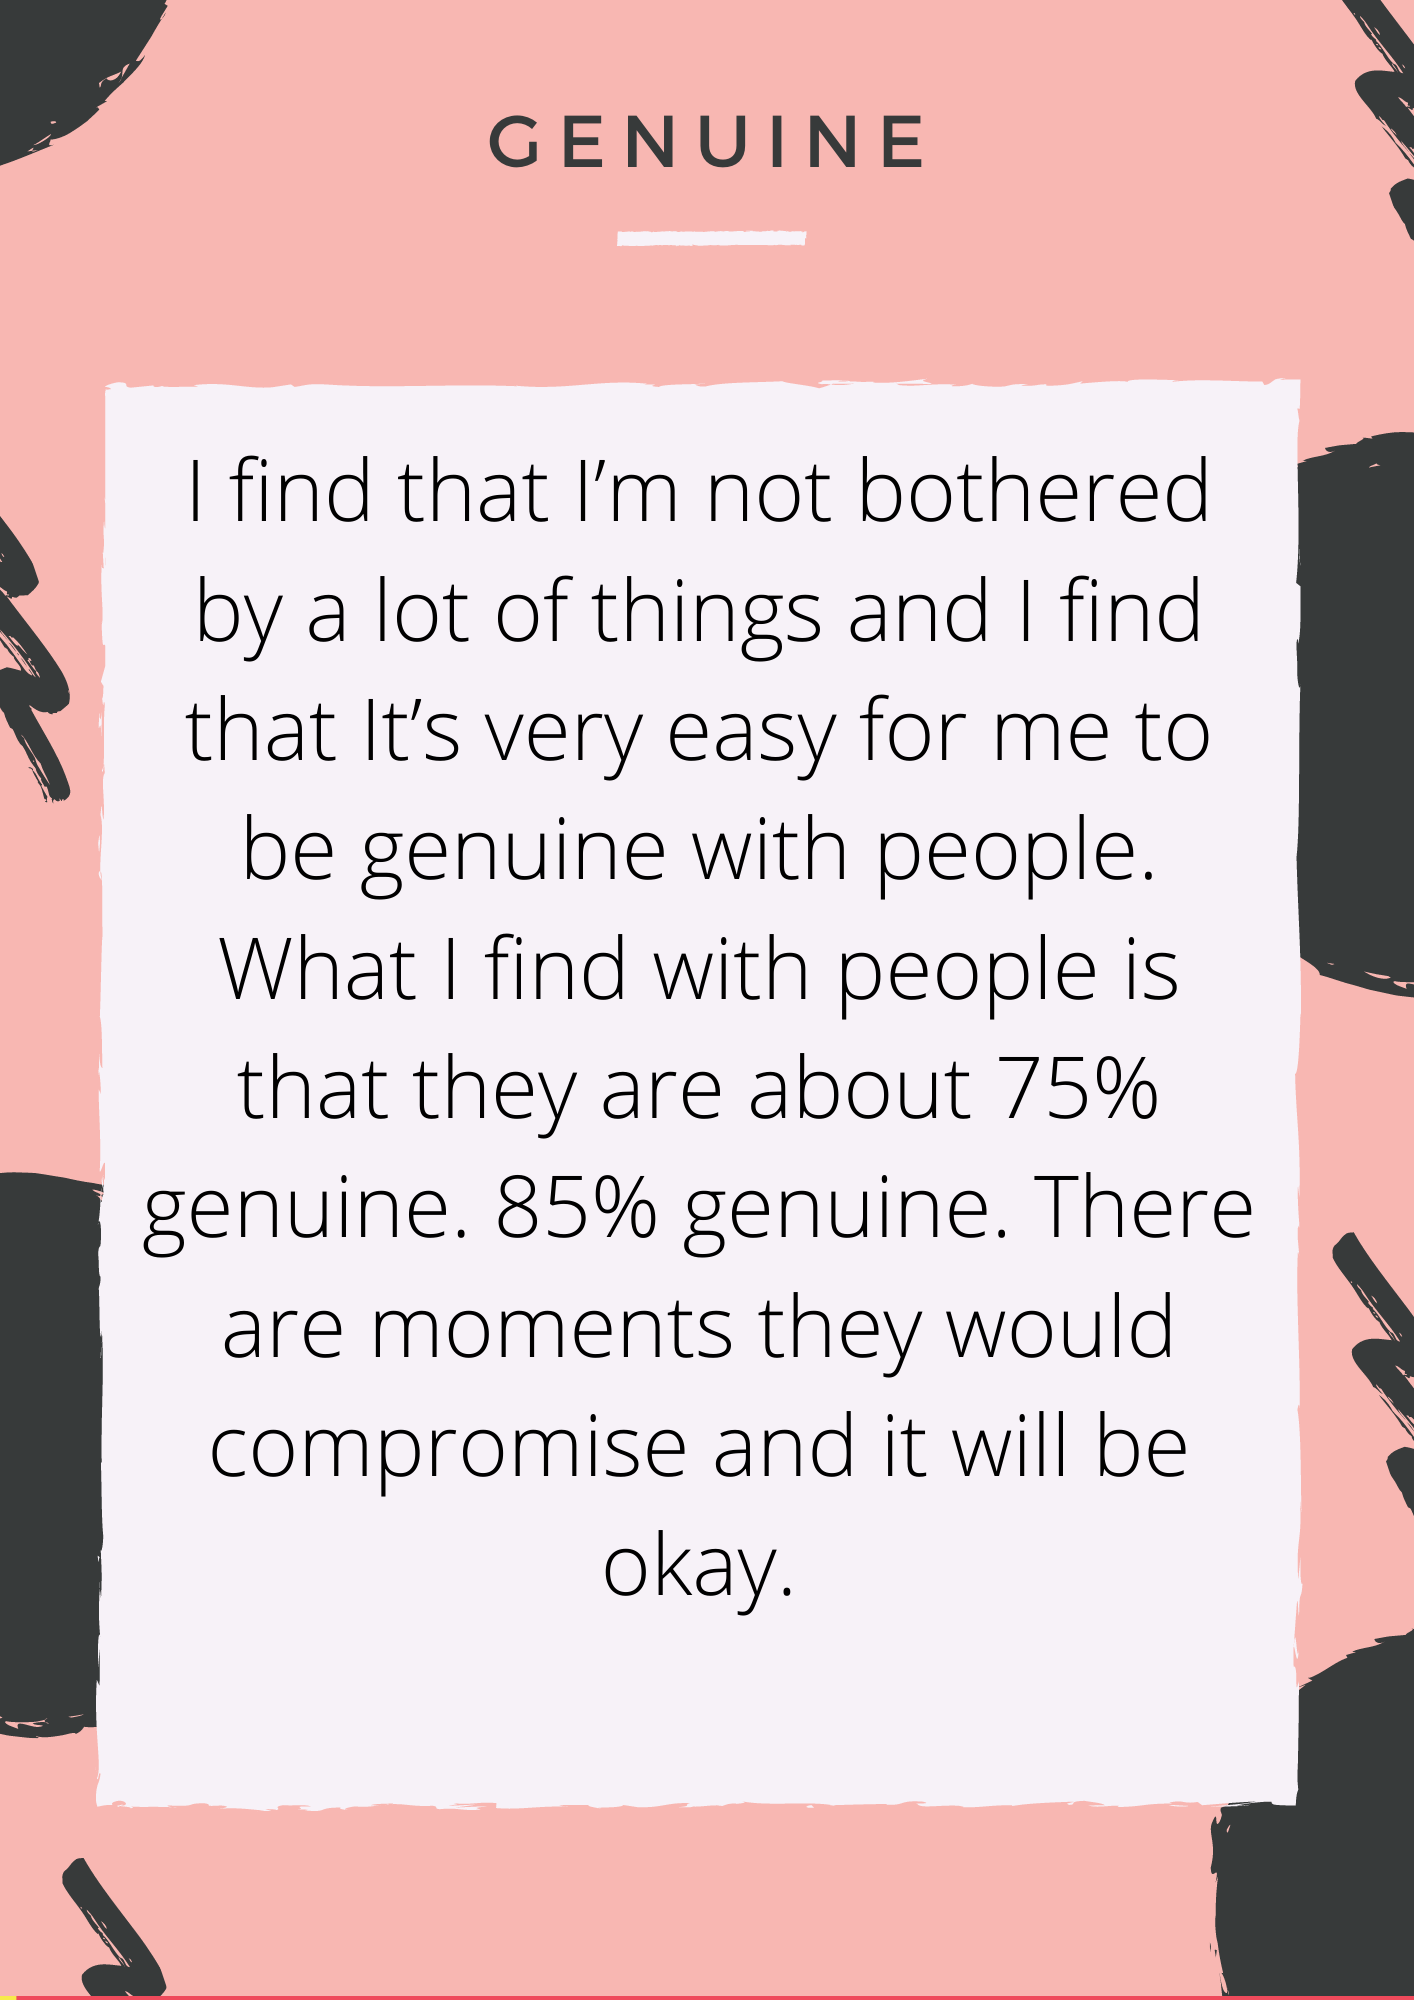 GENUINE
I find that I’m not bothered
by a lot of things and I find
that It’s very easy for me to
be genuine with people.
What I find with people is
that they are about 75%
genuine. 85% genuine. There
are moments they would
compromise and it will be
okay.